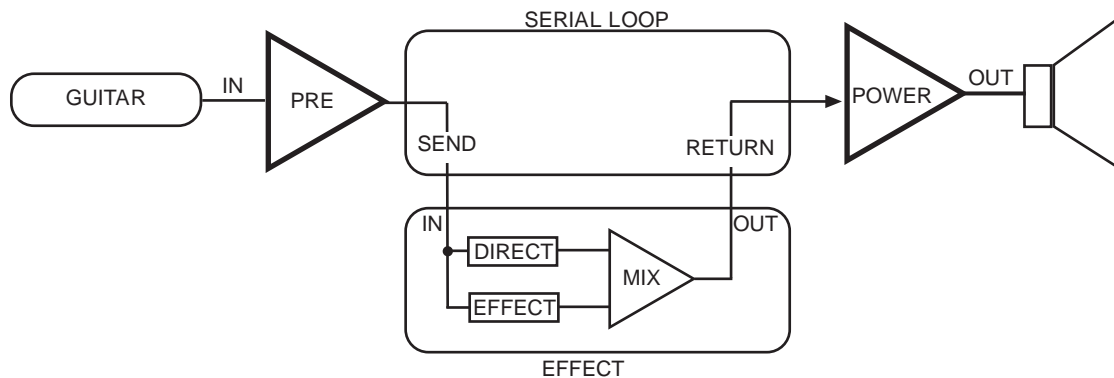 SERIAL LOOP
GUITAR
IN
PRE
SEND
RETURN
POWER
OUT
IN
OUT
DIRECT
EFFECT
MIX
EFFECT